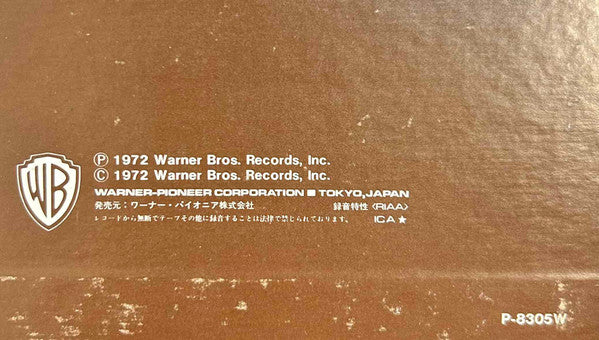 WB
Ⓟ 1972 Warner Bros. Records, Inc.
Ⓒ 1972 Warner Bros. Records, Inc.
WARNER-PIONEER CORPORATION ■ TOKYO, JAPAN
発売元：ワーナー・パイオニア株式会社 録音特性〈RIAA〉
レコードから無断でテープその他に録音することは法律で禁じられております。 ICA★
P-8305W